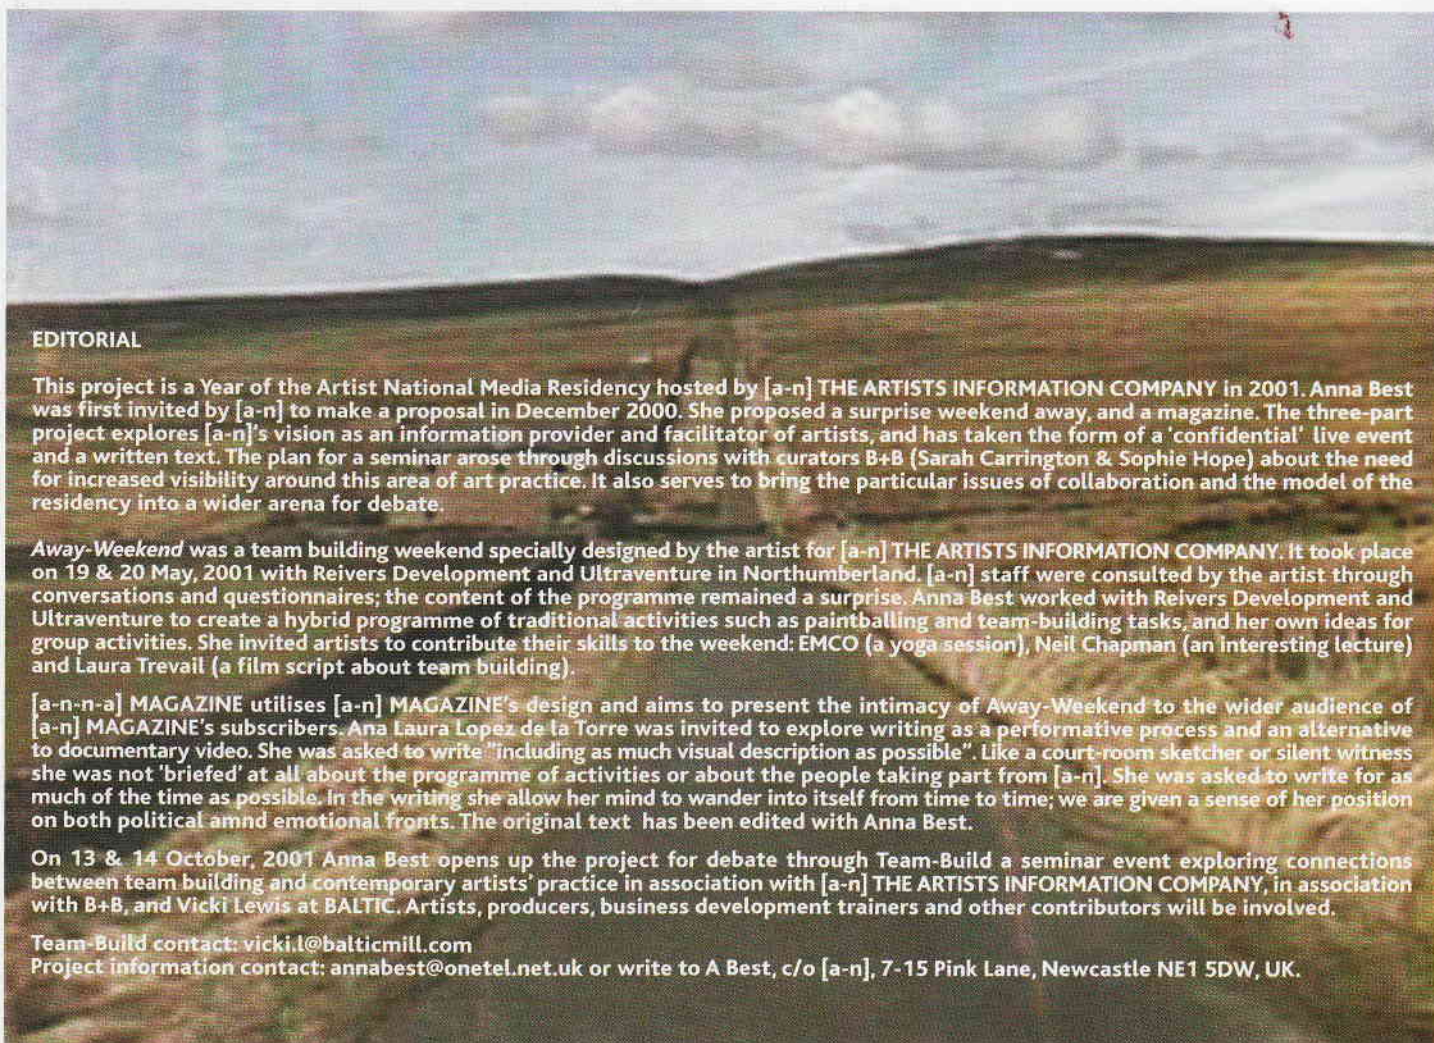 EDITORIAL
This project is a Year of the Artist National Media Residency hosted by [a-n] THE ARTISTS INFORMATION COMPANY in 2001. Anna Best
was first invited by [a-n] to make a proposal in December 2000. She proposed a surprise weekend away, and a magazine. The three-part
project explores [a-n]'s vision as an information provider and facilitator of artists, and has taken the form of a 'confidential' live event
and a written text. The plan for a seminar arose through discussions with curators B+B (Sarah Carrington & Sophie Hope) about the need
for increased visibility around this area of art practice. It also serves to bring the particular issues of collaboration and the model of the
residency into a wider arena for debate.
Away-Weekend was a team building weekend specially designed by the artist for [a-n] THE ARTISTS INFORMATION COMPANY. It took place
on 19 & 20 May, 2001 with Reivers Development and Ultraventure in Northumberland. [a-n] staff were consulted by the artist through
conversations and questionnaires; the content of the programme remained a surprise. Anna Best worked with Reivers Development and
Ultraventure to create a hybrid programme of traditional activities such as paintballing and team-building tasks, and her own ideas for
group activities. She invited artists to contribute their skills to the weekend: EMCO (a yoga session), Neil Chapman (an interesting lecture)
and Laura Trevail (a film script about team building).
[a-n-n-a] MAGAZINE utilises [a-n] MAGAZINE's design and aims to present the intimacy of Away-Weekend to the wider audience of
[a-n] MAGAZINE's subscribers. Ana Laura Lopez de la Torre was invited to explore writing as a performative process and an alternative
to documentary video. She was asked to write "including as much visual description as possible". Like a court-room sketcher or silent witness
she was not 'briefed' at all about the programme of activities or about the people taking part from [a-n]. She was asked to write for as
much of the time as possible. In the writing she allow her mind to wander into itself from time to time; we are given a sense of her position
on both political amnd emotional fronts. The original text has been edited with Anna Best.
On 13 & 14 October, 2001 Anna Best opens up the project for debate through Team-Build a seminar event exploring connections
between team building and contemporary artists' practice in association with [a-n] THE ARTISTS INFORMATION COMPANY, in association
with B+B, and Vicki Lewis at BALTIC. Artists, producers, business development trainers and other contributors will be involved.
Team-Build contact: vicki.l@balticmill.com
Project information contact: annabest@onetel.net.uk or write to A Best, c/o [a-n], 7-15 Pink Lane, Newcastle NE1 5DW, UK.